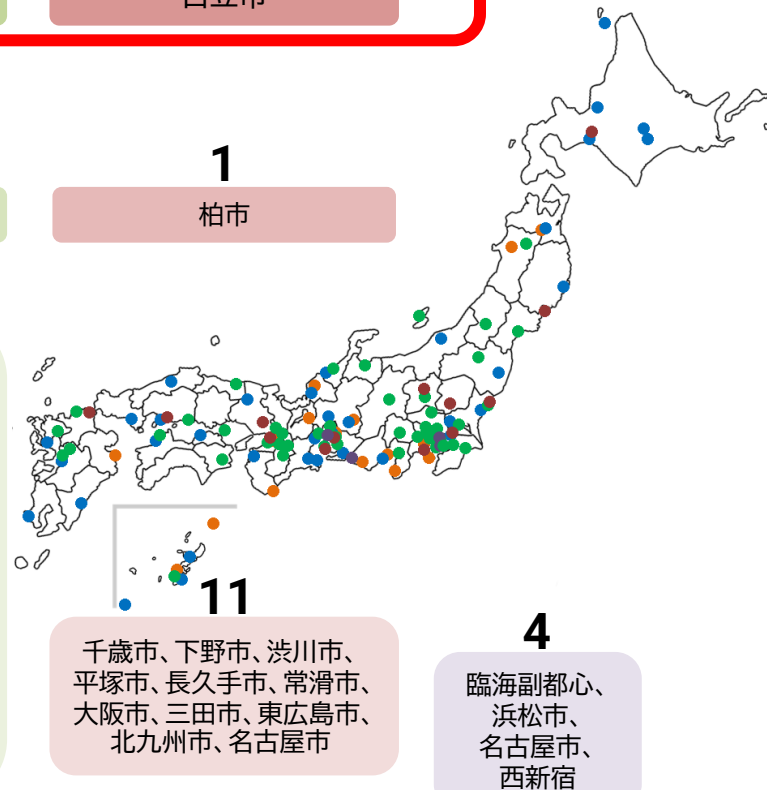 日立市
1
柏市
11
千歳市、下野市、渋川市、
平塚市、長久手市、常滑市、
大阪市、三田市、東広島市、
北九州市、名古屋市
4
臨海副都心、
浜松市、
名古屋市、
西新宿